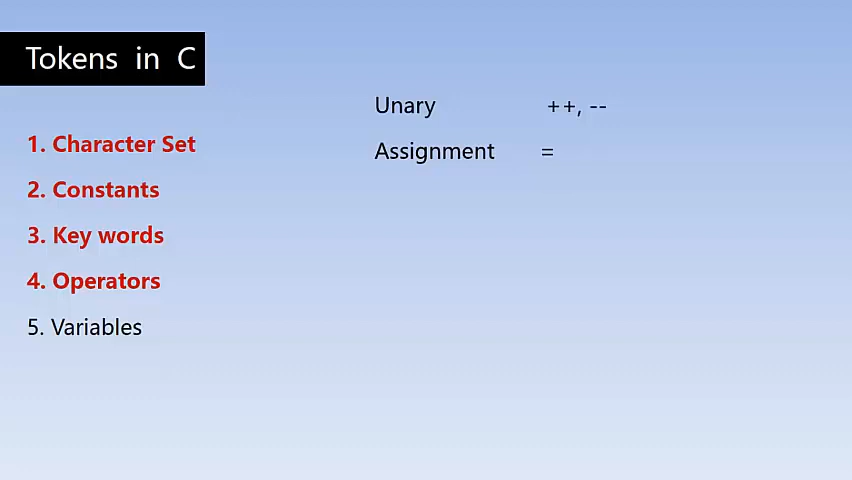 Tokens in C
1. Character Set
2. Constants
3. Key words
4. Operators
5. Variables
Unary ++, --
Assignment =